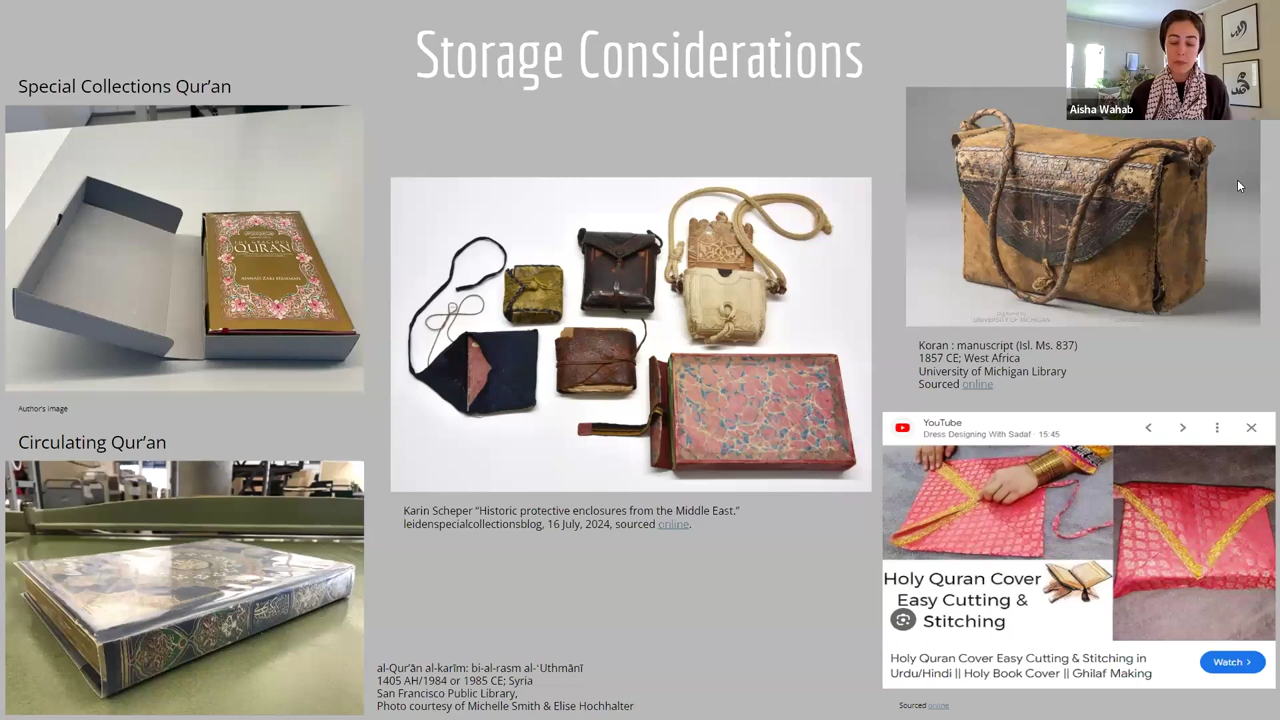 Storage Considerations
Aisha Wahab
Special Collections Qur’an
QURAN
Author's image
Circulating Qur’an
Karin Scheper “Historic protective enclosures from the Middle East.”
leidenspecialcollectionsblog, 16 July, 2024, sourced online.
al-Qur’ān al-karīm: bi-al-rasm al-ʿUthmānī
1405 AH/1984 or 1985 CE; Syria
San Francisco Public Library,
Photo courtesy of Michelle Smith & Elise Hochhalter
UNIVERSITY OF MICHIGAN
Koran : manuscript (Isl. Ms. 837)
1857 CE; West Africa
University of Michigan Library
Sourced online
YouTube
Dress Designing With Sadaf · 15:45
Holy Quran Cover
Easy Cutting &
Stitching
Holy Quran Cover Easy Cutting & Stitching in
Urdu/Hindi || Holy Book Cover || Ghilaf Making
Watch
Sourced online